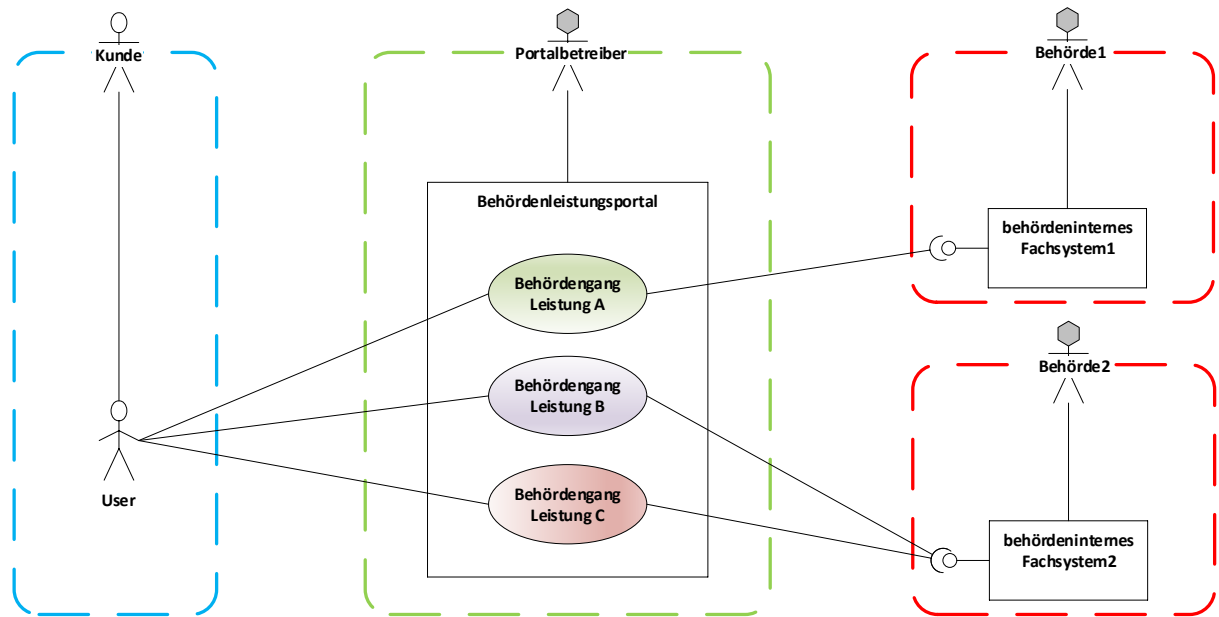 Kunde
Portalbetreiber
Behörde1
Behördenleistungsportal
behördeninternes
Fachsystem1
Behördengang
Leistung A
Behörde2
Behördengang
Leistung B
User
Behördengang
Leistung C
behördeninternes
Fachsystem2